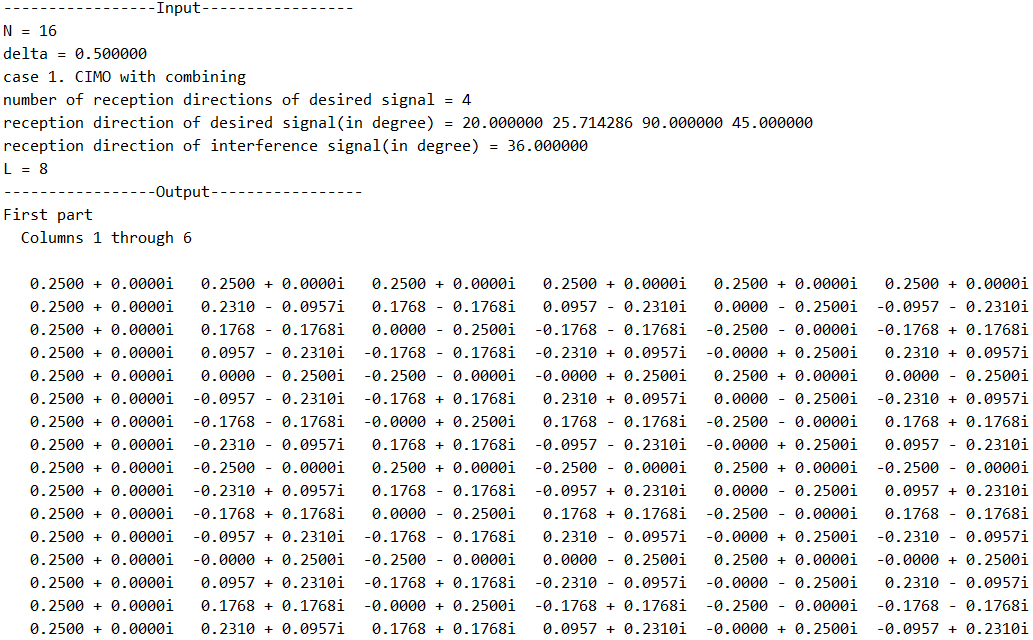 -----------------Input-----------------
N = 16
delta = 0.500000
case 1. CIMO with combining
number of reception directions of desired signal = 4
reception direction of desired signal(in degree) = 20.000000 25.714286 90.000000 45.000000
reception direction of interference signal(in degree) = 36.000000
L = 8
-----------------Output-----------------
First part
  Columns 1 through 6
   0.2500 + 0.0000i   0.2500 + 0.0000i   0.2500 + 0.0000i   0.2500 + 0.0000i   0.2500 + 0.0000i   0.2500 + 0.0000i
   0.2500 + 0.0000i   0.2310 - 0.0957i   0.1768 - 0.1768i   0.0957 - 0.2310i   0.0000 - 0.2500i  -0.0957 - 0.2310i
   0.2500 + 0.0000i   0.1768 - 0.1768i   0.0000 - 0.2500i  -0.1768 - 0.1768i  -0.2500 - 0.0000i  -0.1768 + 0.1768i
   0.2500 + 0.0000i   0.0957 - 0.2310i  -0.1768 - 0.1768i  -0.2310 + 0.0957i  -0.0000 + 0.2500i   0.2310 + 0.0957i
   0.2500 + 0.0000i   0.0000 - 0.2500i  -0.2500 - 0.0000i  -0.0000 + 0.2500i   0.2500 + 0.0000i   0.0000 - 0.2500i
   0.2500 + 0.0000i  -0.0957 - 0.2310i  -0.1768 + 0.1768i   0.2310 + 0.0957i   0.0000 - 0.2500i  -0.2310 + 0.0957i
   0.2500 + 0.0000i  -0.1768 - 0.1768i  -0.0000 + 0.2500i   0.1768 - 0.1768i  -0.2500 - 0.0000i   0.1768 + 0.1768i
   0.2500 + 0.0000i  -0.2310 - 0.0957i   0.1768 + 0.1768i  -0.0957 - 0.2310i  -0.0000 + 0.2500i   0.0957 - 0.2310i
   0.2500 + 0.0000i  -0.2500 - 0.0000i   0.2500 + 0.0000i  -0.2500 - 0.0000i   0.2500 + 0.0000i  -0.2500 - 0.0000i
   0.2500 + 0.0000i  -0.2310 + 0.0957i   0.1768 - 0.1768i  -0.0957 + 0.2310i   0.0000 - 0.2500i   0.0957 + 0.2310i
   0.2500 + 0.0000i  -0.1768 + 0.1768i   0.0000 - 0.2500i   0.1768 + 0.1768i  -0.2500 - 0.0000i   0.1768 - 0.1768i
   0.2500 + 0.0000i  -0.0957 + 0.2310i  -0.1768 - 0.1768i   0.2310 - 0.0957i  -0.0000 + 0.2500i  -0.2310 - 0.0957i
   0.2500 + 0.0000i  -0.0000 + 0.2500i  -0.2500 - 0.0000i   0.0000 - 0.2500i   0.2500 + 0.0000i  -0.0000 + 0.2500i
   0.2500 + 0.0000i   0.0957 + 0.2310i  -0.1768 + 0.1768i  -0.2310 - 0.0957i  -0.0000 - 0.2500i   0.2310 - 0.0957i
   0.2500 + 0.0000i   0.1768 + 0.1768i  -0.0000 + 0.2500i  -0.1768 + 0.1768i  -0.2500 - 0.0000i  -0.1768 - 0.1768i
   0.2500 + 0.0000i   0.2310 + 0.0957i   0.1768 + 0.1768i   0.0957 + 0.2310i  -0.0000 + 0.2500i  -0.0957 + 0.2310i